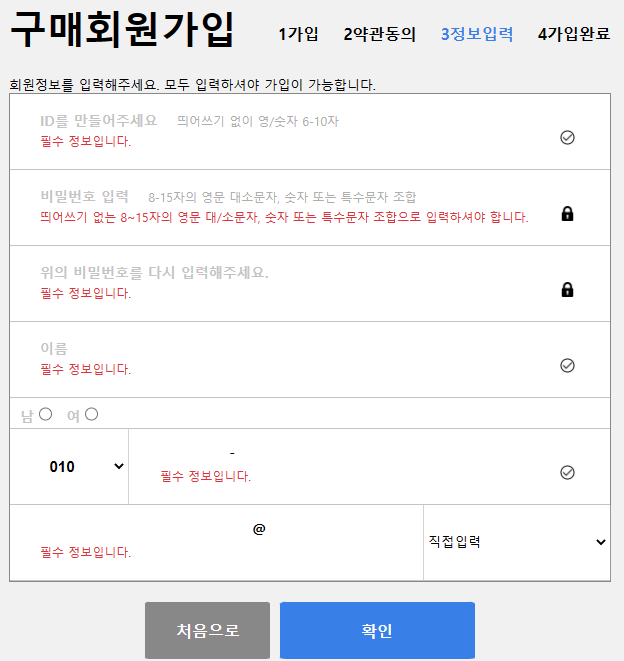 구매회원가입 1가입 2약관동의 3정보입력 4가입완료
회원정보를 입력해주세요. 모두 입력하셔야 가입이 가능합니다.
ID를 만들어주세요 띄어쓰기 없이 영/숫자 6-10자
필수 정보입니다.
비밀번호 입력 8-15자의 영문 대소문자, 숫자 또는 특수문자 조합
띄어쓰기 없는 8~15자의 영문 대/소문자, 숫자 또는 특수문자 조합으로 입력하셔야 합니다.
위의 비밀번호를 다시 입력해주세요.
필수 정보입니다.
이름
필수 정보입니다.
남 여
010 -
필수 정보입니다.
@ 직접입력
필수 정보입니다.
처음으로 확인